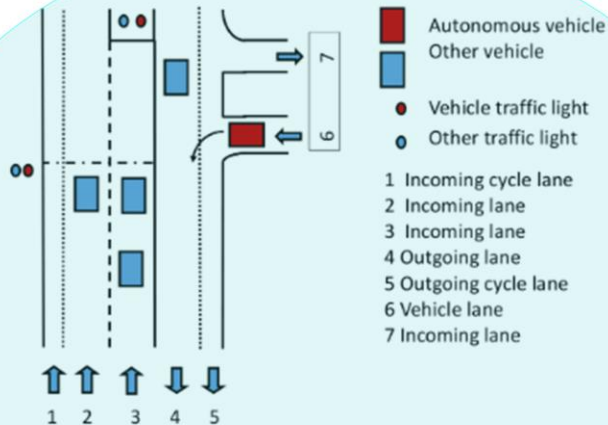 Autonomous vehicle
Other vehicle
Vehicle traffic light
Other traffic light
1 Incoming cycle lane
2 Incoming lane
3 Incoming lane
4 Outgoing lane
5 Outgoing cycle lane
6 Vehicle lane
7 Incoming lane
7
6
1 2 3 4 5